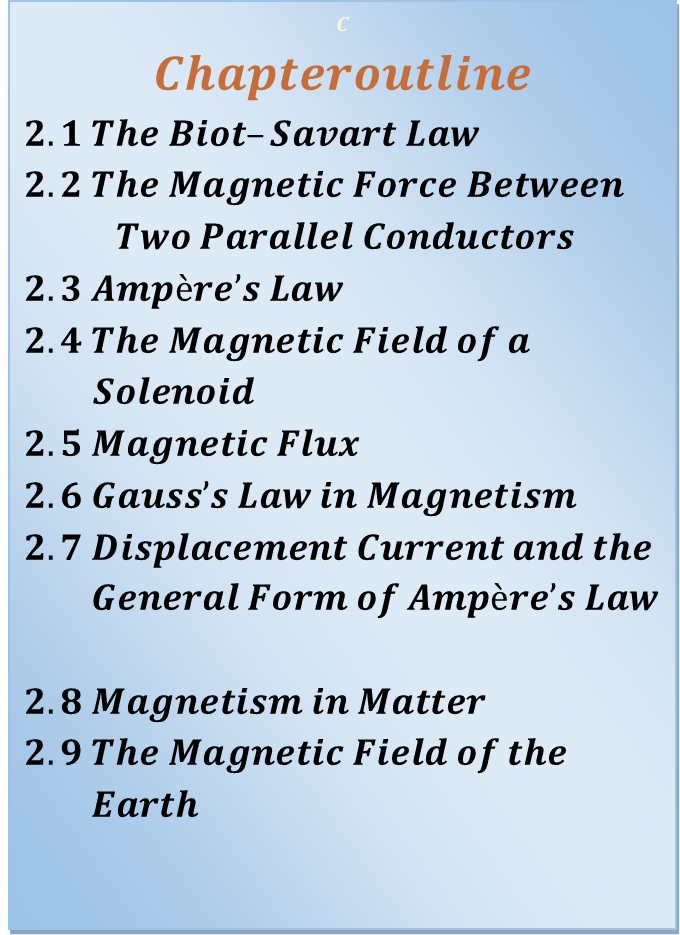 C
Chapteroutline
2.1 The Biot–Savart Law
2.2 The Magnetic Force Between
Two Parallel Conductors
2.3 Ampère’s Law
2.4 The Magnetic Field of a
Solenoid
2.5 Magnetic Flux
2.6 Gauss’s Law in Magnetism
2.7 Displacement Current and the
General Form of Ampère’s Law
2.8 Magnetism in Matter
2.9 The Magnetic Field of the
Earth